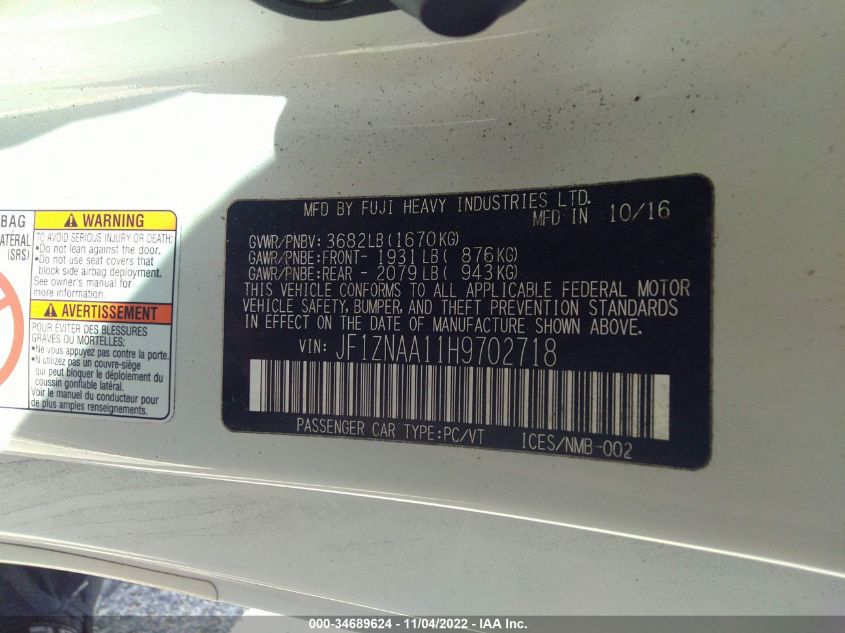 BAG
ATERAL
(SRS)
WARNING
TO AVOID SERIOUS INJURY OR DEATH:
•Do not lean against the door.
•Do not use seat covers that
block side airbag deployment.
See owner's manual for
more information.
AVERTISSEMENT
POUR ÉVITER DES BLESSURES
GRAVES OU MORTELLES:
•Ne vous appuyez pas contre la porte.
•Ne pas utiliser un couvre-siège
qui peut bloquer le déploiement du
coussin gonflable latéral.
Voir le manuel du conducteur pour
de plus amples renseignements.
MFD BY FUJI HEAVY INDUSTRIES LTD.
MFD IN 10/16
GVWR/PNBV: 3682LB(1670KG)
GAWR/PNBE:FRONT- 1931LB( 876KG)
GAWR/PNBE:REAR - 2079LB( 943KG)
THIS VEHICLE CONFORMS TO ALL APPLICABLE FEDERAL MOTOR
VEHICLE SAFETY, BUMPER, AND THEFT PREVENTION STANDARDS
IN EFFECT ON THE DATE OF MANUFACTURE SHOWN ABOVE.
VIN: JF1ZNAA11H9702718
PASSENGER CAR TYPE:PC/VT ICES/NMB-002
000-34689624 - 11/04/2022 - IAA Inc.